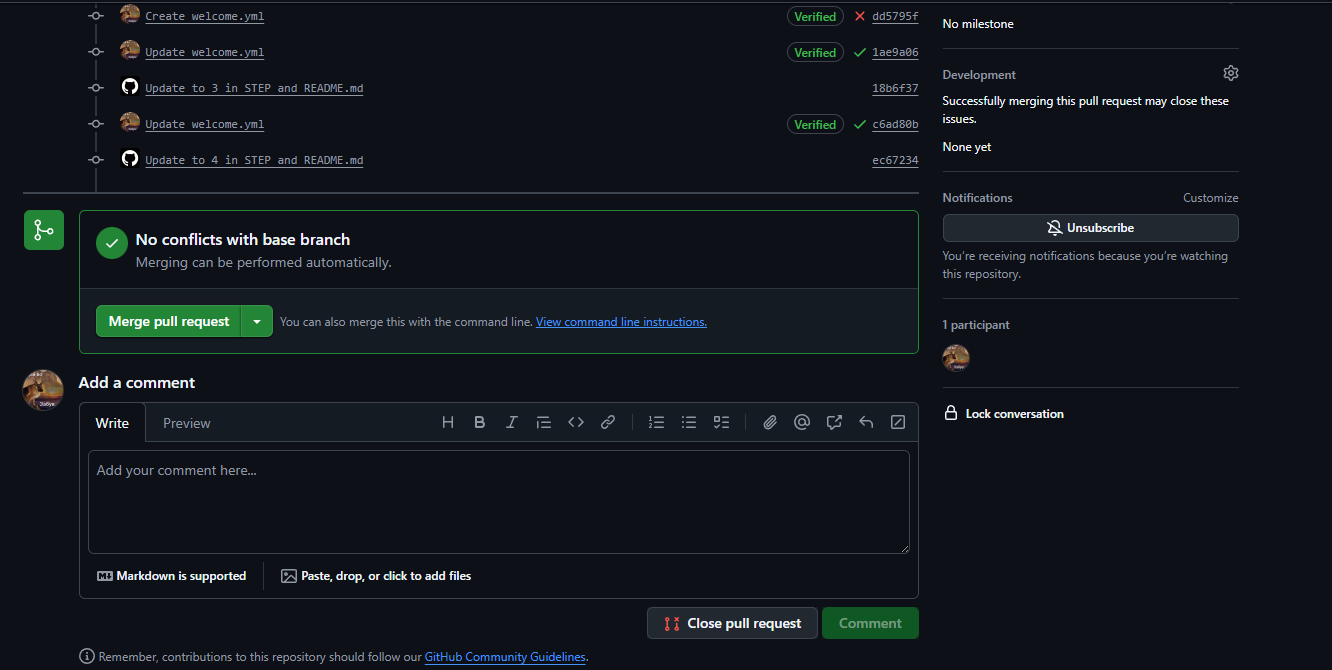 Create welcome.yml Verified dd5795f
Update welcome.yml Verified 1ae9a06
Update to 3 in STEP and README.md 18b6f37
Update welcome.yml Verified c6ad80b
Update to 4 in STEP and README.md ec67234
No conflicts with base branch
Merging can be performed automatically.
Merge pull request You can also merge this with the command line. View command line instructions.
Add a comment
Write Preview
Add your comment here...
Markdown is supported Paste, drop, or click to add files
Close pull request Comment
Remember, contributions to this repository should follow our GitHub Community Guidelines.
No milestone
Development
Successfully merging this pull request may close these
issues.
None yet
Notifications Customize
Unsubscribe
You're receiving notifications because you're watching
this repository.
1 participant
Lock conversation